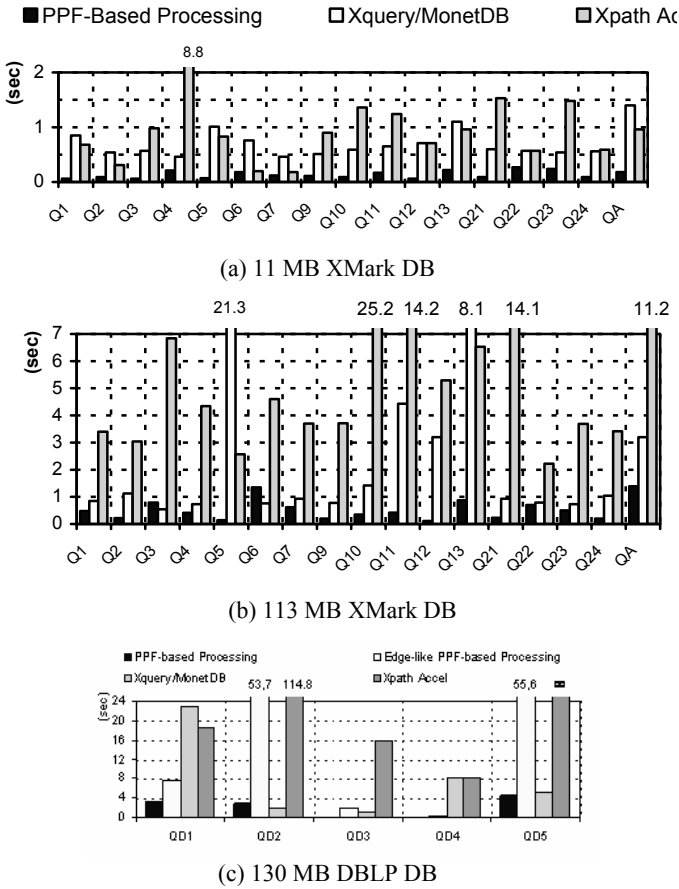 PPF-Based Processing Xquery/MonetDB Xpath Ac
8.8
(sec)
2
1
0
Q1 Q2 Q3 Q4 Q5 Q6 Q7 Q9 Q10 Q11 Q12 Q13 Q21 Q22 Q23 Q24 QA
(a) 11 MB XMark DB
21.3 25.2 14.2 8.1 14.1 11.2
(sec)
7
6
5
4
3
2
1
0
Q1 Q2 Q3 Q4 Q5 Q6 Q7 Q9 Q10 Q11 Q12 Q13 Q21 Q22 Q23 Q24 QA
(b) 113 MB XMark DB
PPF-based Processing Edge-like PPF-based Processing
Xquery/MonetDB Xpath Accel
53,7 114.8 55,6 ∞
(sec)
24
20
16
12
8
4
0
QD1 QD2 QD3 QD4 QD5
(c) 130 MB DBLP DB